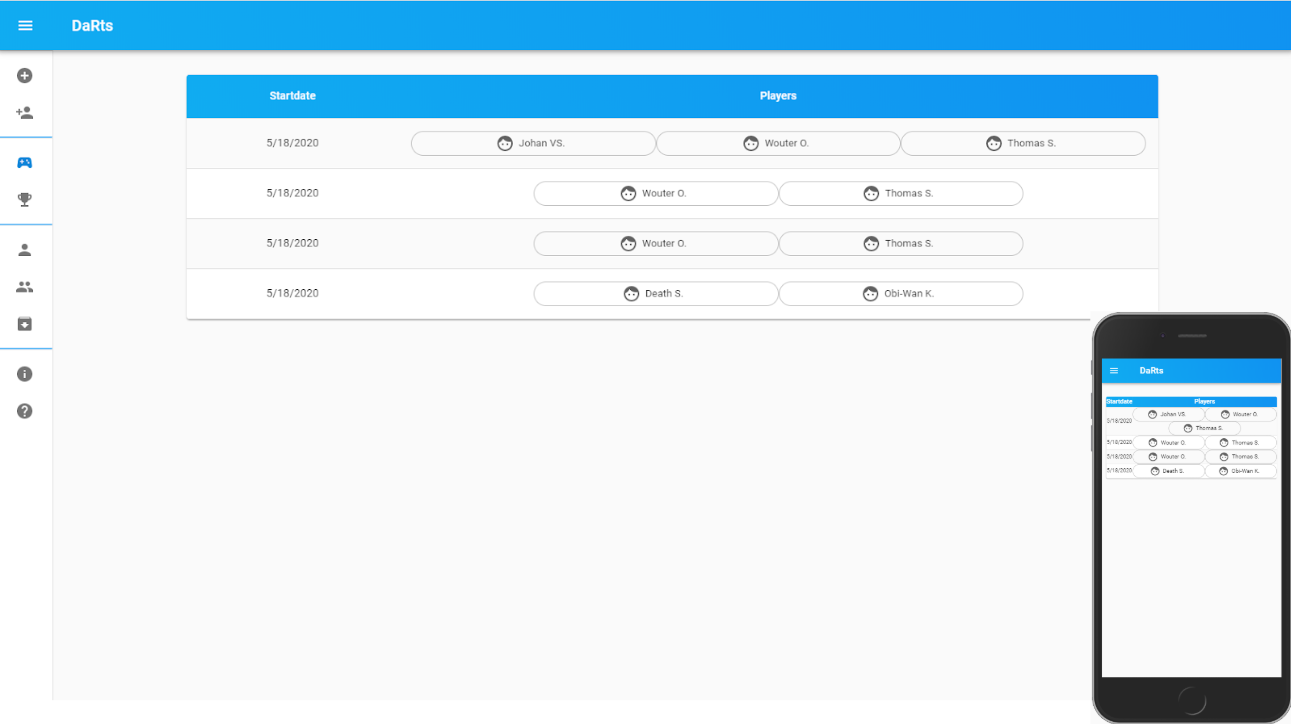 DaRts
Startdate Players
5/18/2020 Johan VS. Wouter O. Thomas S.
5/18/2020 Wouter O. Thomas S.
5/18/2020 Wouter O. Thomas S.
5/18/2020 Death S. Obi-Wan K.
DaRts
Startdate Players
Johan VS. Wouter O.
5/18/2020
Thomas S.
5/18/2020 Wouter O. Thomas S.
5/18/2020 Wouter O. Thomas S.
5/18/2020 Death S. Obi-Wan K.